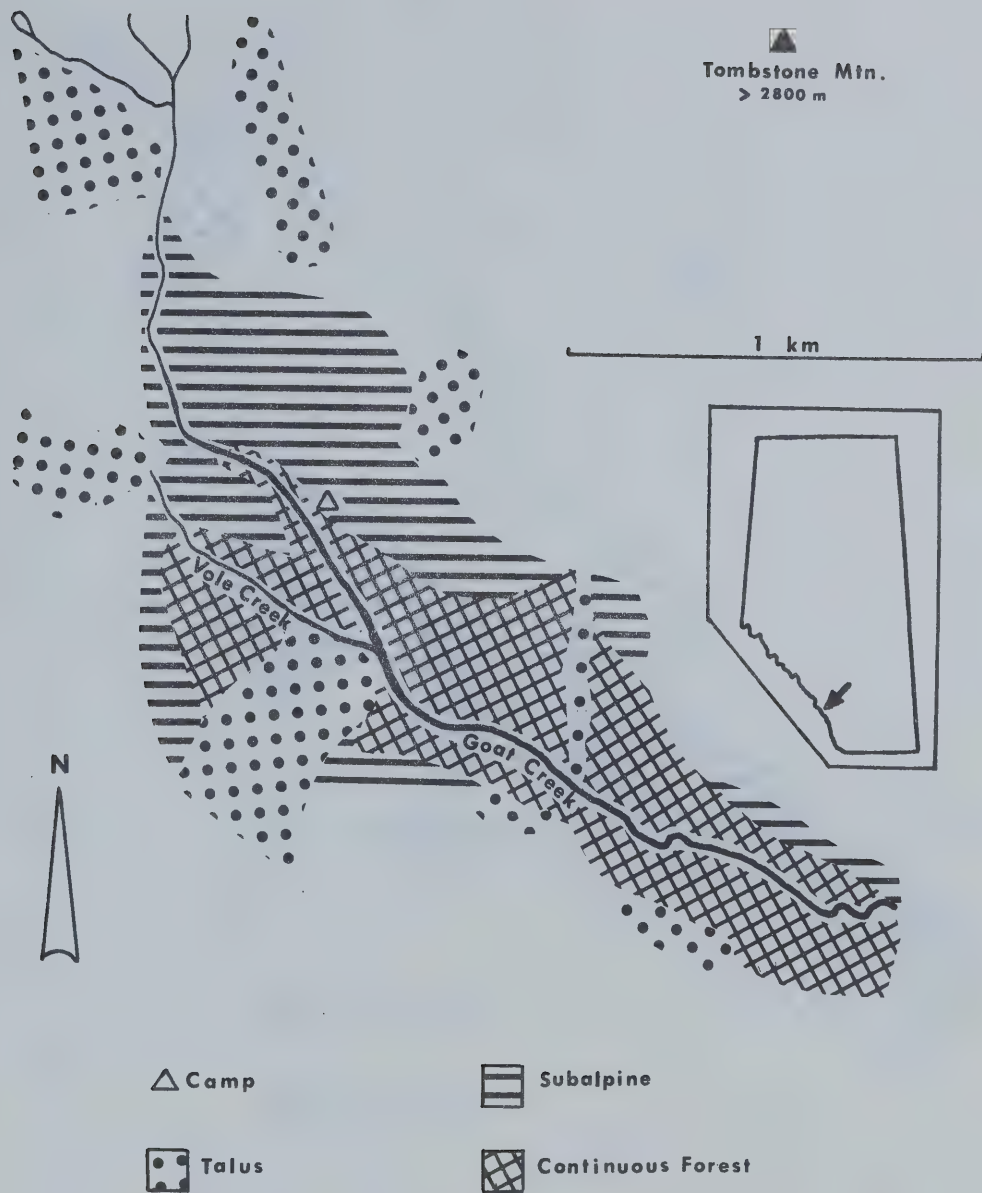 Tombstone Mtn.
> 2800 m
1 km
Vole Creek
Goat Creek
N
Camp
Subalpine
Talus
Continuous Forest